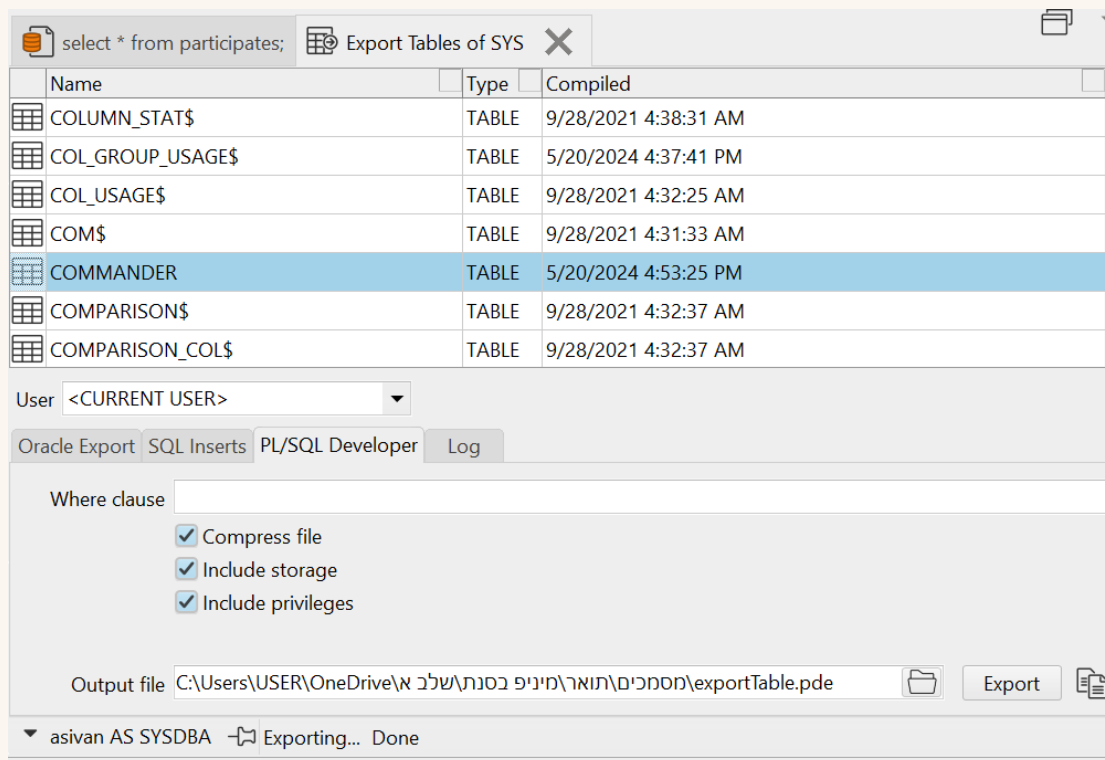 select * from participates; Export Tables of SYS
Name Type Compiled
COLUMN_STAT$ TABLE 9/28/2021 4:38:31 AM
COL_GROUP_USAGE$ TABLE 5/20/2024 4:37:41 PM
COL_USAGE$ TABLE 9/28/2021 4:32:25 AM
COM$ TABLE 9/28/2021 4:31:33 AM
COMMANDER TABLE 5/20/2024 4:53:25 PM
COMPARISON$ TABLE 9/28/2021 4:32:37 AM
COMPARISON_COL$ TABLE 9/28/2021 4:32:37 AM
User <CURRENT USER>
Oracle Export SQL Inserts PL/SQL Developer Log
Where clause
Compress file
Include storage
Include privileges
Output file C:\Users\USER\OneDrive\מסמכים\תואר\מיניפ בסנת\שלב א\exportTable.pde Export
asivan AS SYSDBA Exporting... Done